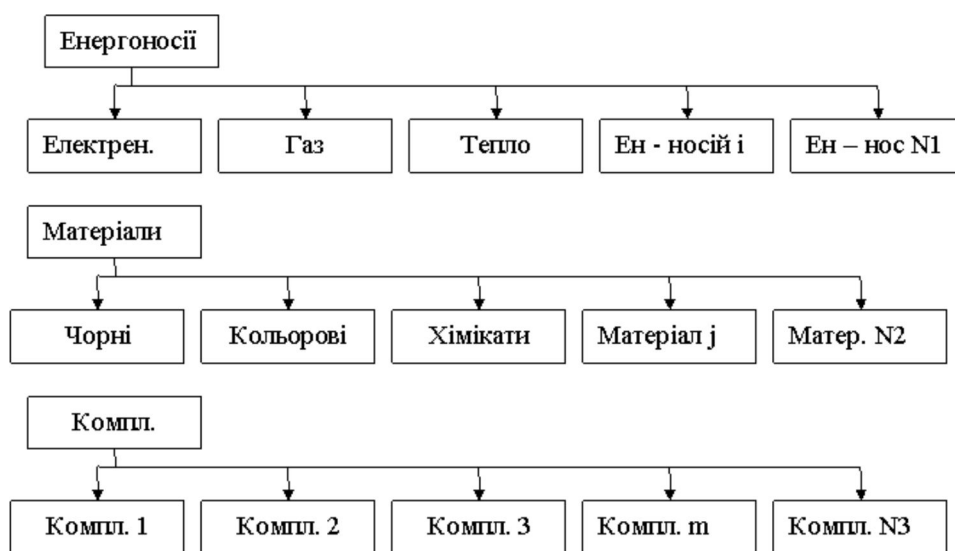 Енергоносії
Електрен.
Газ
Тепло
Ен - носій і
Ен – нос N1
Матеріали
Чорні
Кольорові
Хімікати
Матеріал j
Матер. N2
Компл.
Компл. 1
Компл. 2
Компл. 3
Компл. m
Компл. N3